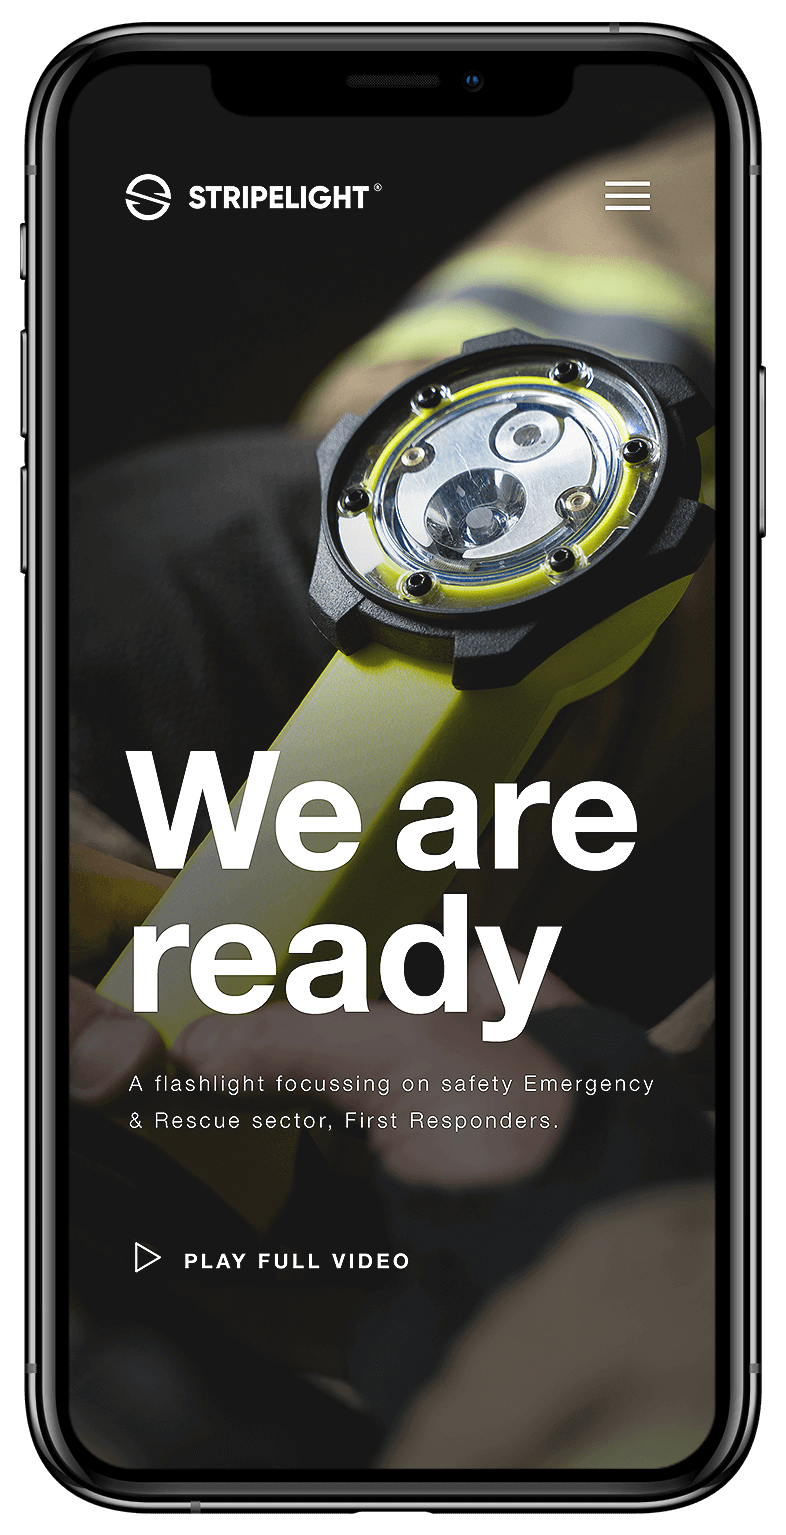 STRIPELIGHT®
We are
ready
A flashlight focussing on safety Emergency
& Rescue sector, First Responders.
PLAY FULL VIDEO